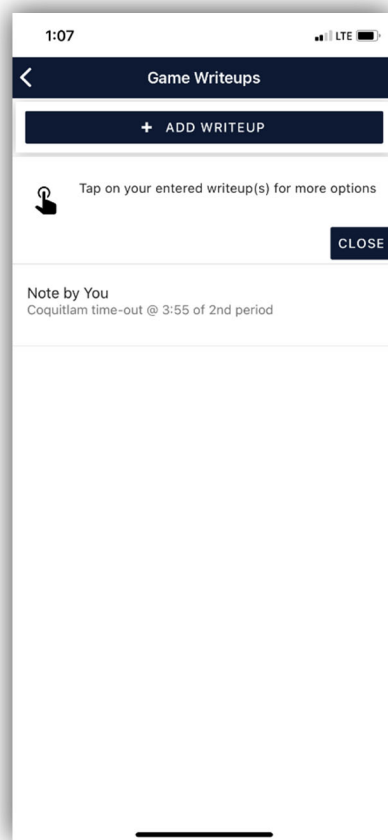 1:07
LTE
Game Writeups
+ ADD WRITEUP
Tap on your entered writeup(s) for more options
CLOSE
Note by You
Coquitlam time-out @ 3:55 of 2nd period